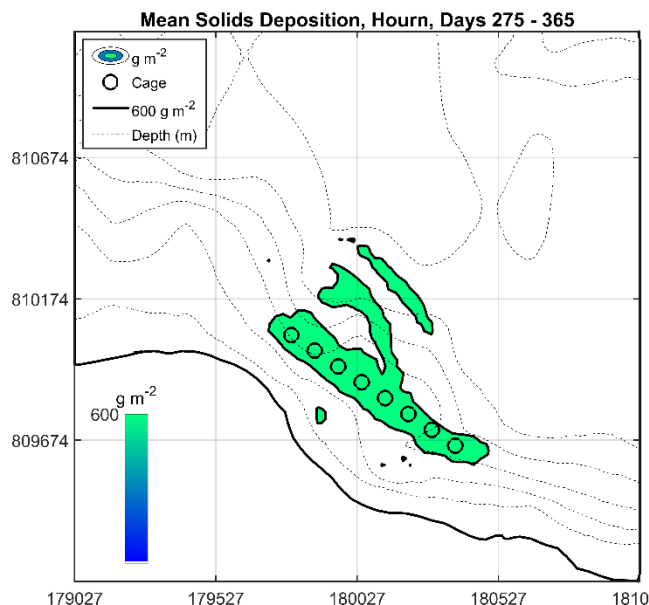 Mean Solids Deposition, Hourn, Days 275 - 365
g m-2
Cage
600 g m-2
Depth (m)
810674
810174
809674
g m-2
600
179027 179527 180027 180527 1810